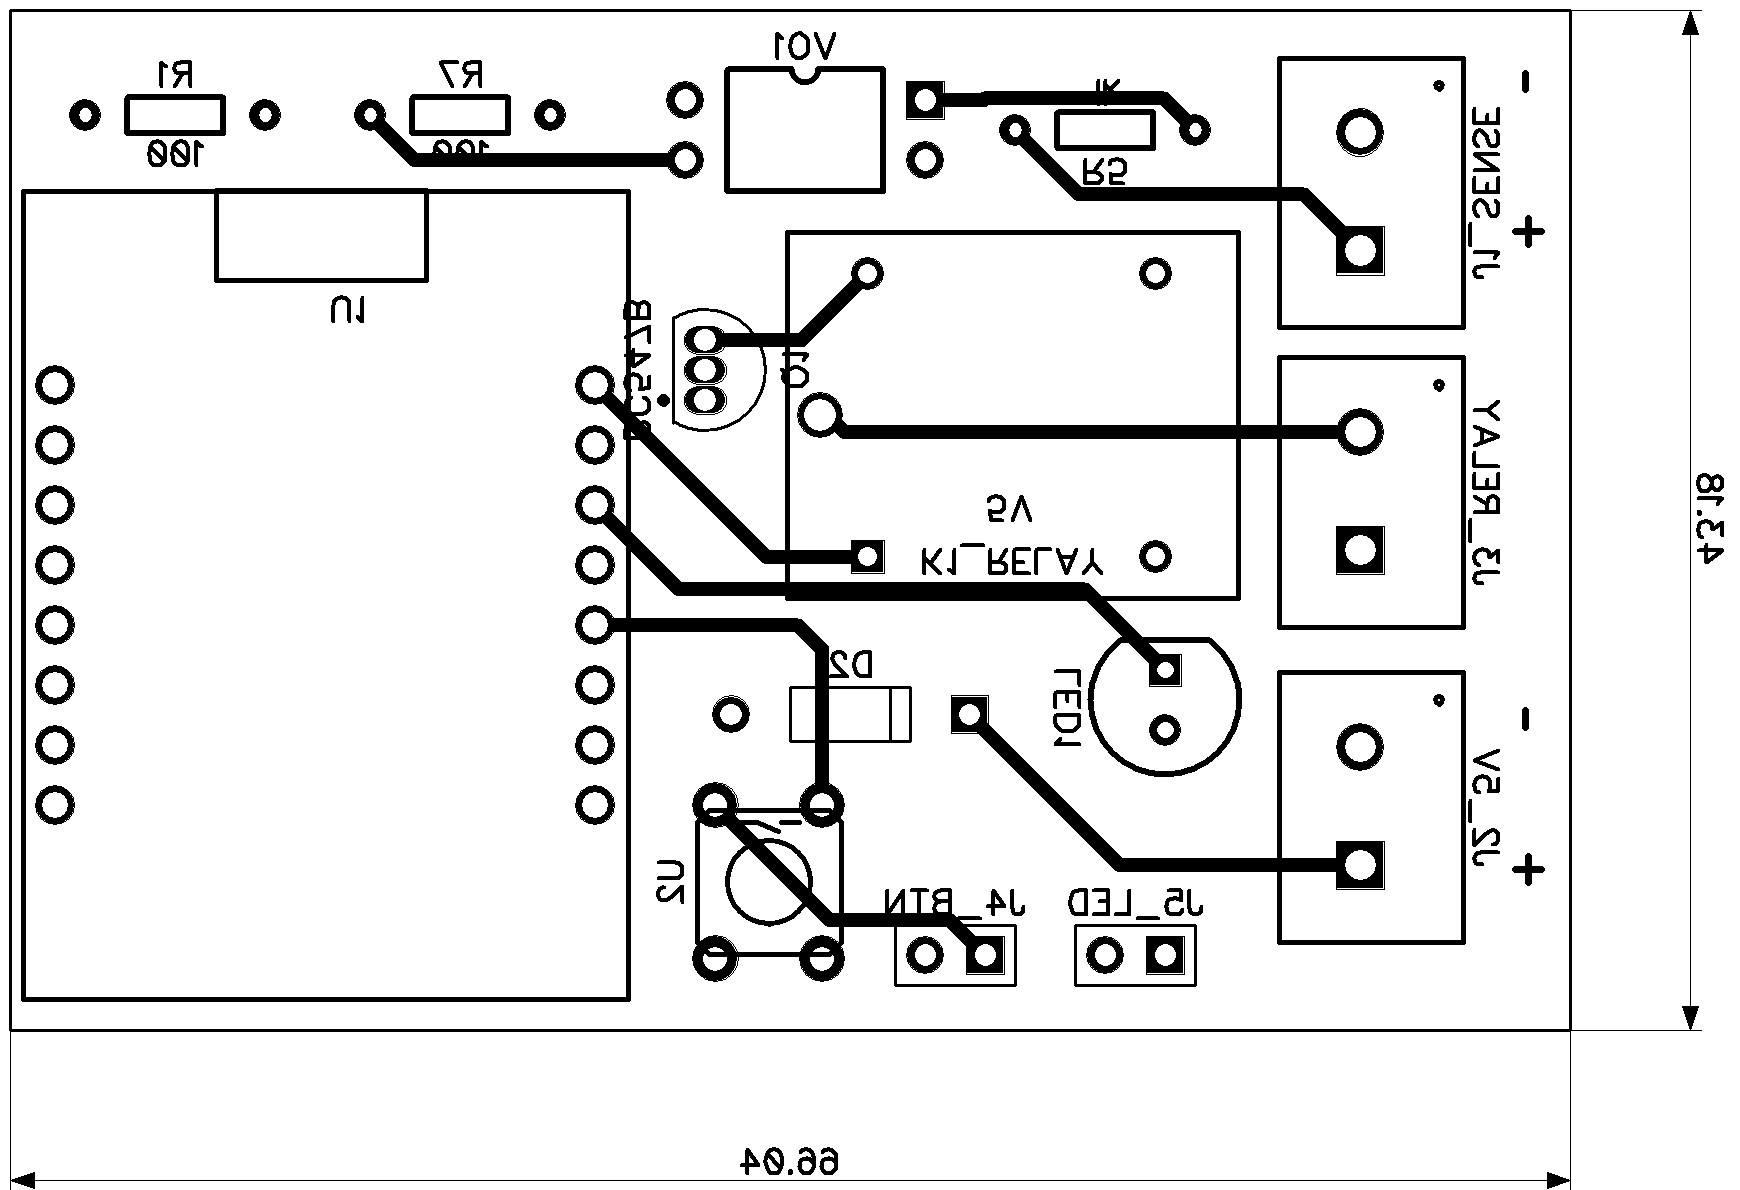 VO1
R1
R7
1K
100
100
R5
J1_SENSE
-
+
U1
BC547B
Q1
5V
K1_RELAY
J3_RELAY
43.18
D2
LED1
J2_5V
-
+
U2
J4_BTN
J5_LED
66.04